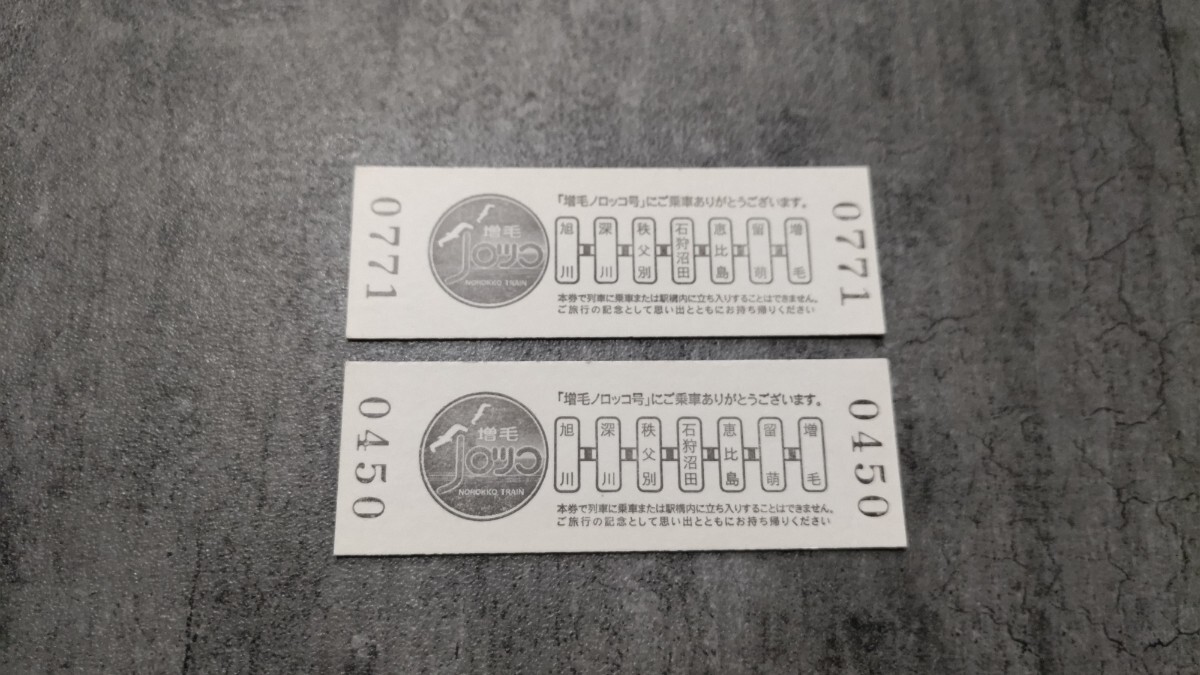 0771
増毛
ノロッコ
NOROKKO TRAIN
「増毛ノロッコ号」にご乗車ありがとうございます。
旭川 深川 秩父別 石狩沼田 恵比島 留萌 増毛
本券で列車に乗車または駅構内に立ち入りすることはできません。
ご旅行の記念として思い出とともにお持ち帰りください
0771
0450
増毛
ノロッコ
NOROKKO TRAIN
「増毛ノロッコ号」にご乗車ありがとうございます。
旭川 深川 秩父別 石狩沼田 恵比島 留萌 増毛
本券で列車に乗車または駅構内に立ち入りすることはできません。
ご旅行の記念として思い出とともにお持ち帰りください
0450